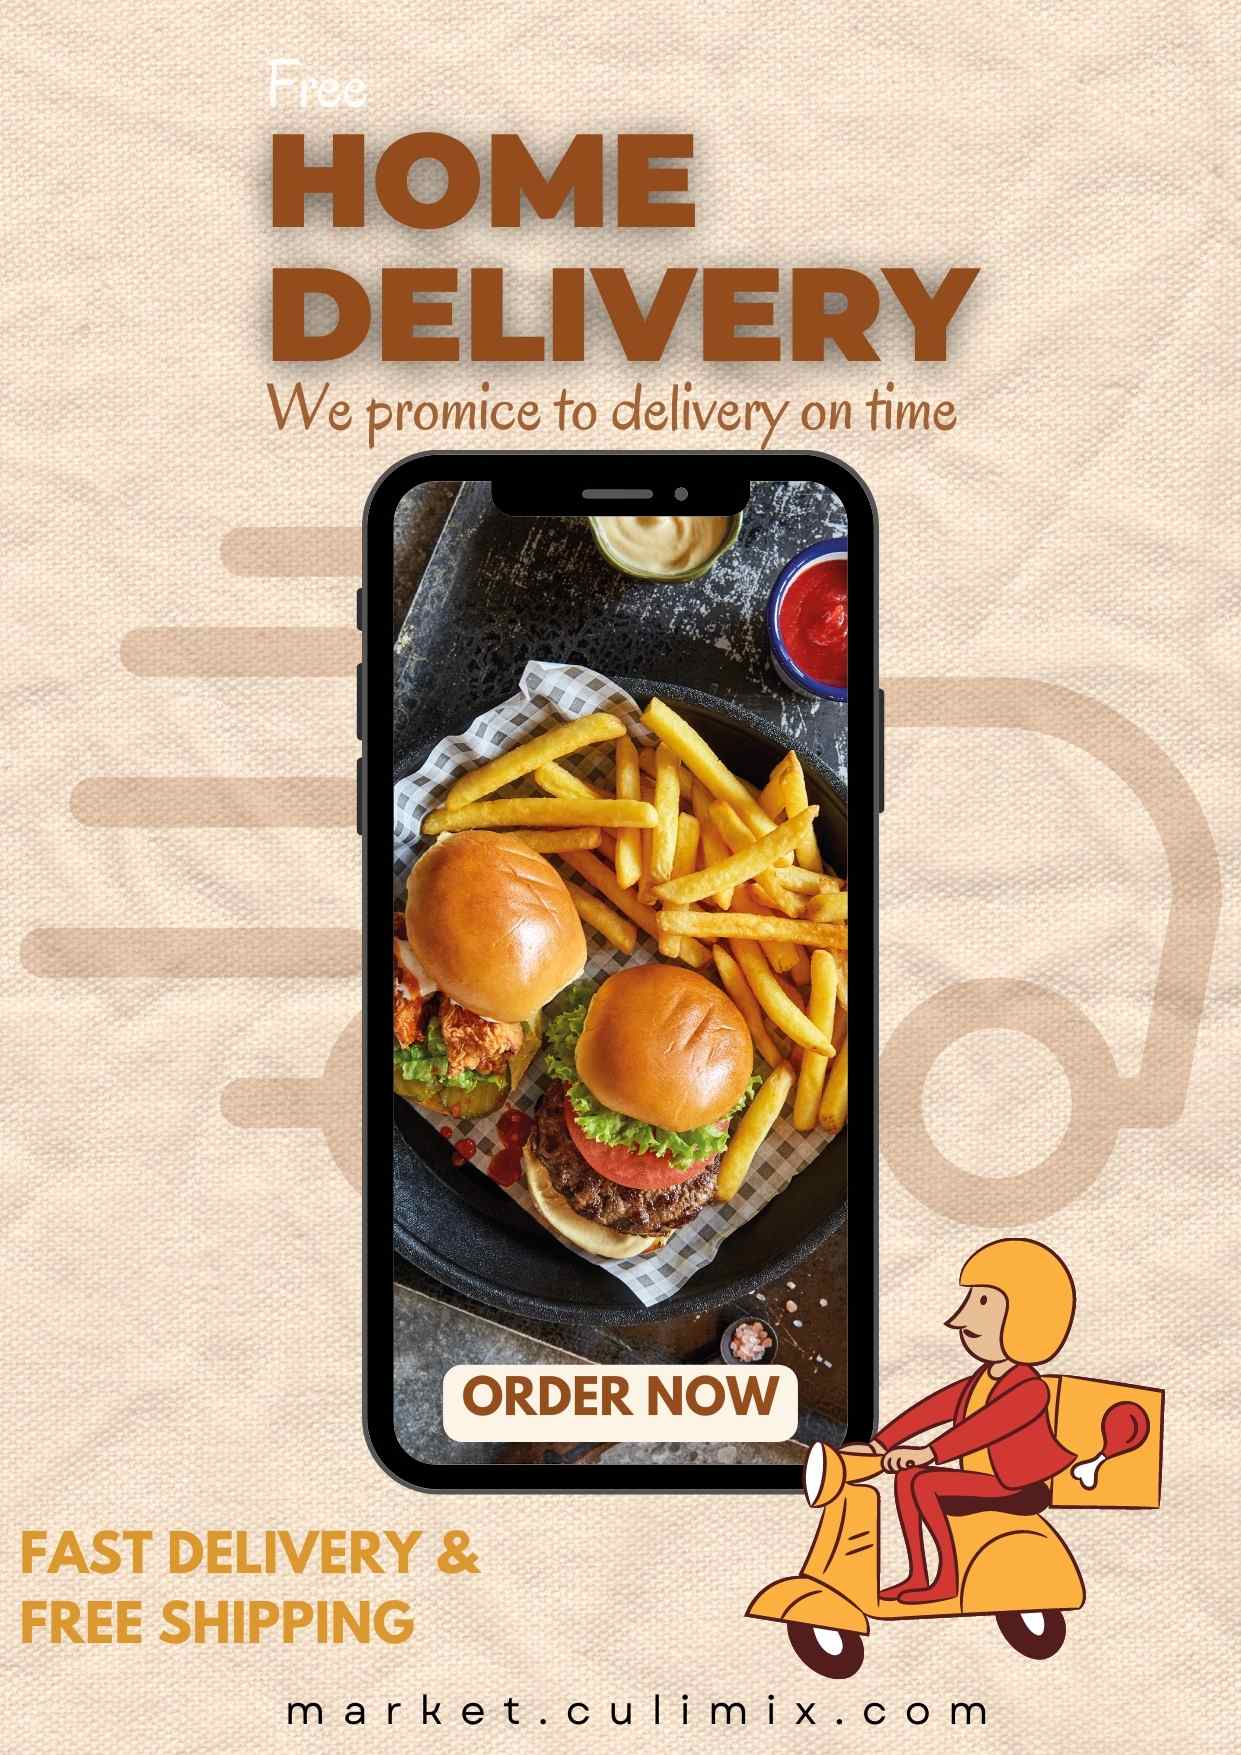 Free
HOME
DELIVERY
We promice to delivery on time
ORDER NOW
FAST DELIVERY &
FREE SHIPPING
market.culimix.com